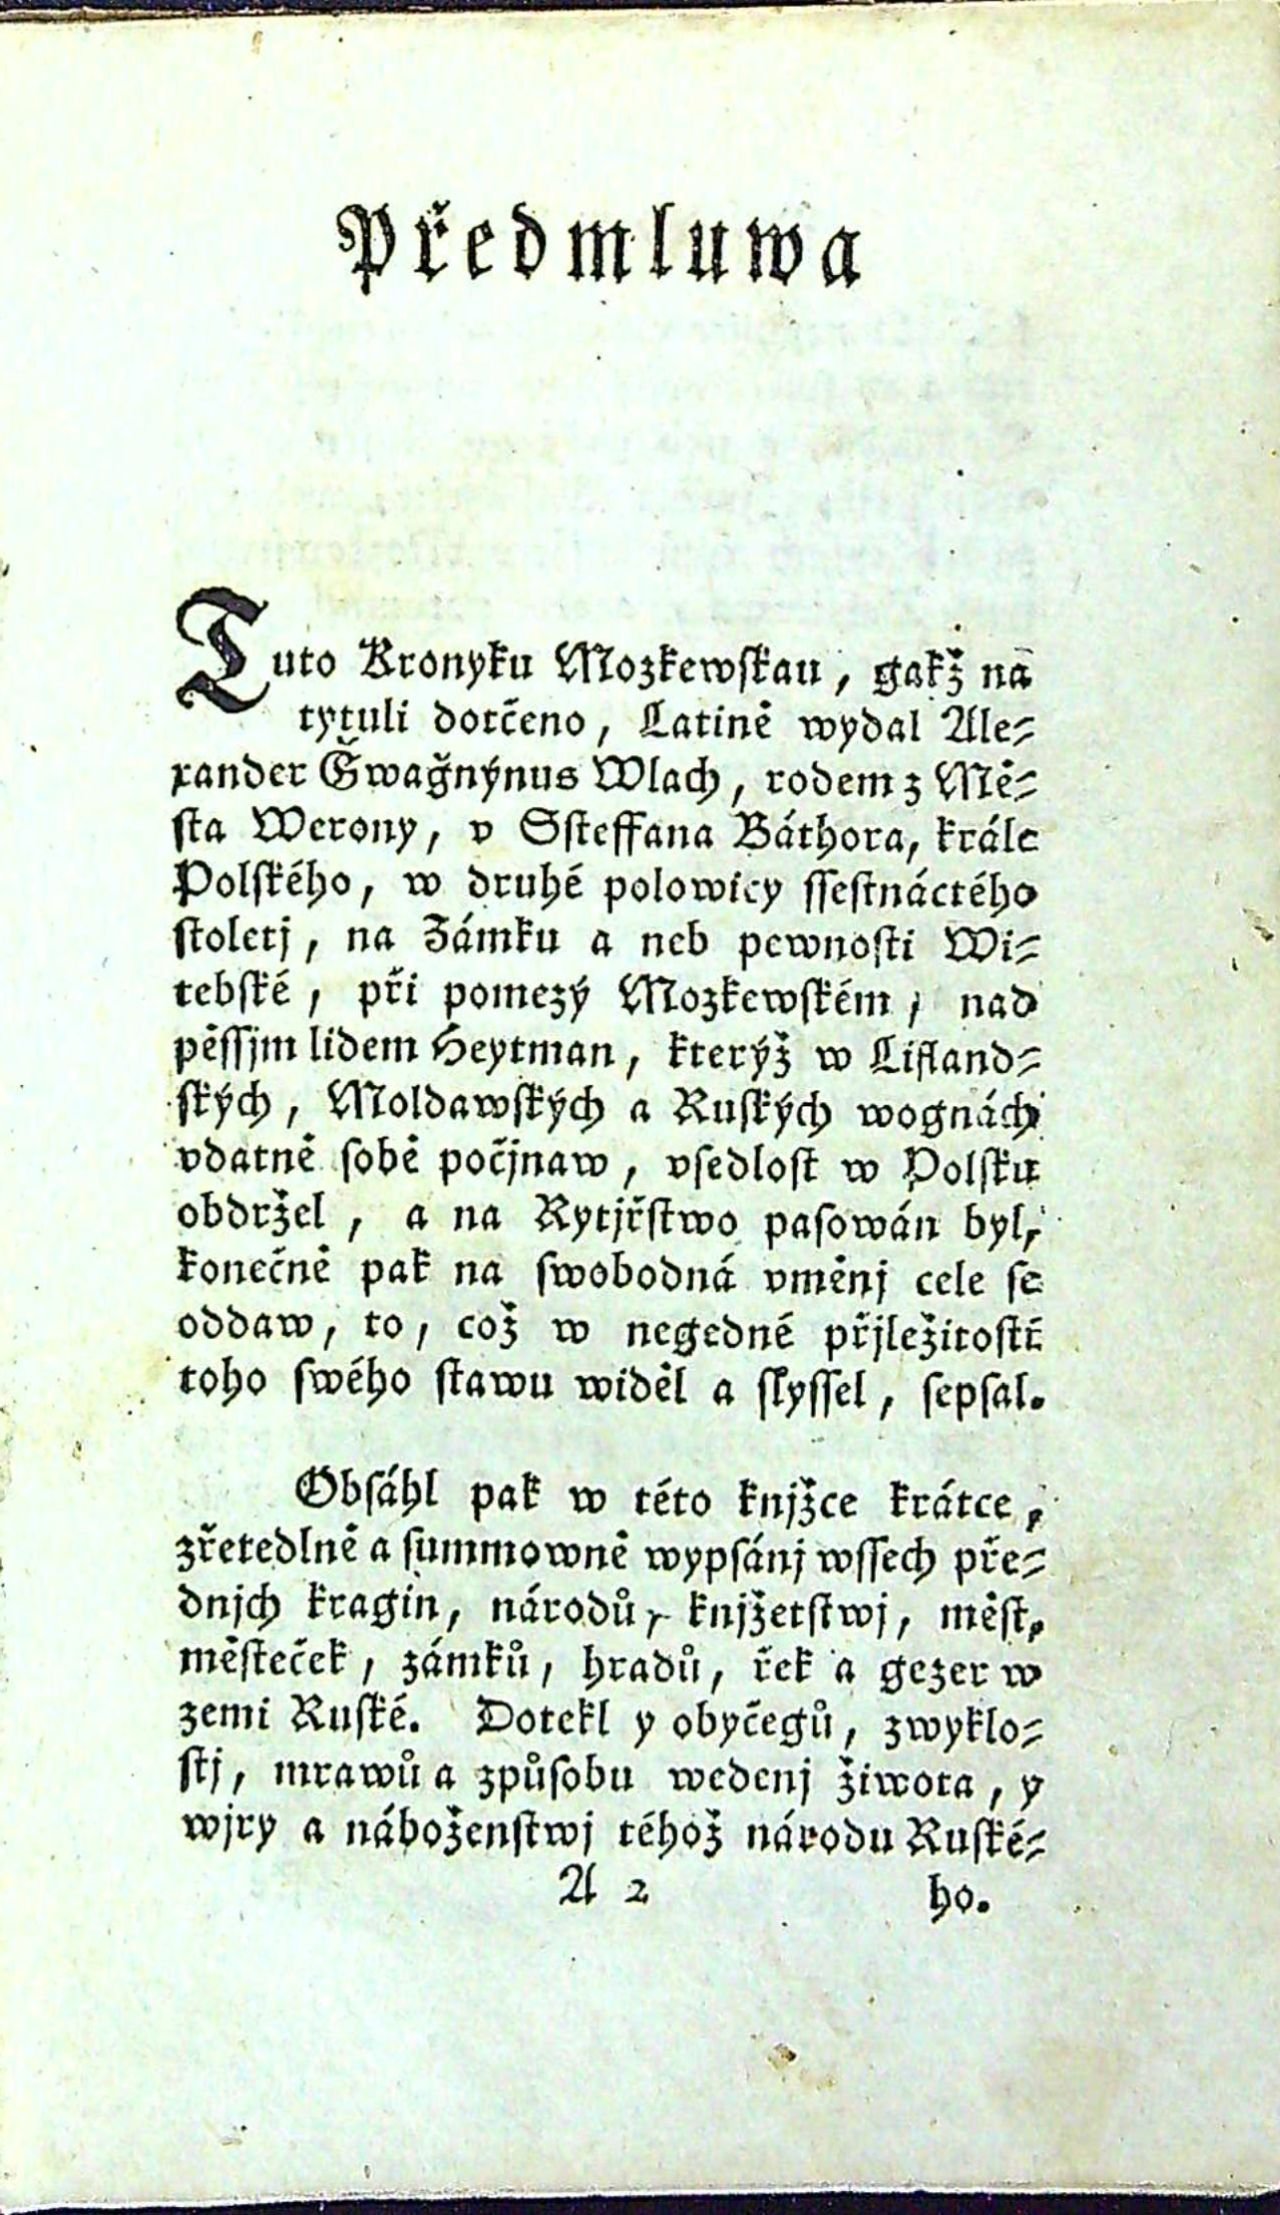 Předmluwa
Tuto Kronyku Mozkewskau, gakž na
tytuli dotčeno, Latině wydal Ale=
xander Ǧwaǧnýnus Wlach, rodem z Mě=
sta Werony, v Ssteffana Báthora, krále
Polského, w druhé polowicy ssestnáctého
stoletj, na Zámku a neb pewnosti Wi=
tebské, při pomezý Mozkewském, nad
pěssjm lidem Heytman, kterýž w Lifland=
ských, Moldawských a Ruských wognách
vdatně sobě počjnaw, vsedlost w Polsku
obdržel, a na Rytjřstwo pasowán byl,
konečně pak na swobodná vměnj cele se
oddaw, to, což w negedné přjležitosti
toho swého stawu widěl a slyssel, sepsal.
Obsáhl pak w této knjžce krátce,
zřetedlně a summowně wypsánj wssech pře=
dnjch kragin, národů, knjžetstwj, měst,
městeček, zámků, hradů, řek a gezer w
zemi Ruské. Dotekl y obyčegů, zwyklo=
stj, mrawů a způsobu wedenj života, y
wjry a náboženstwj téhož národu Ruské=
A 2 ho.